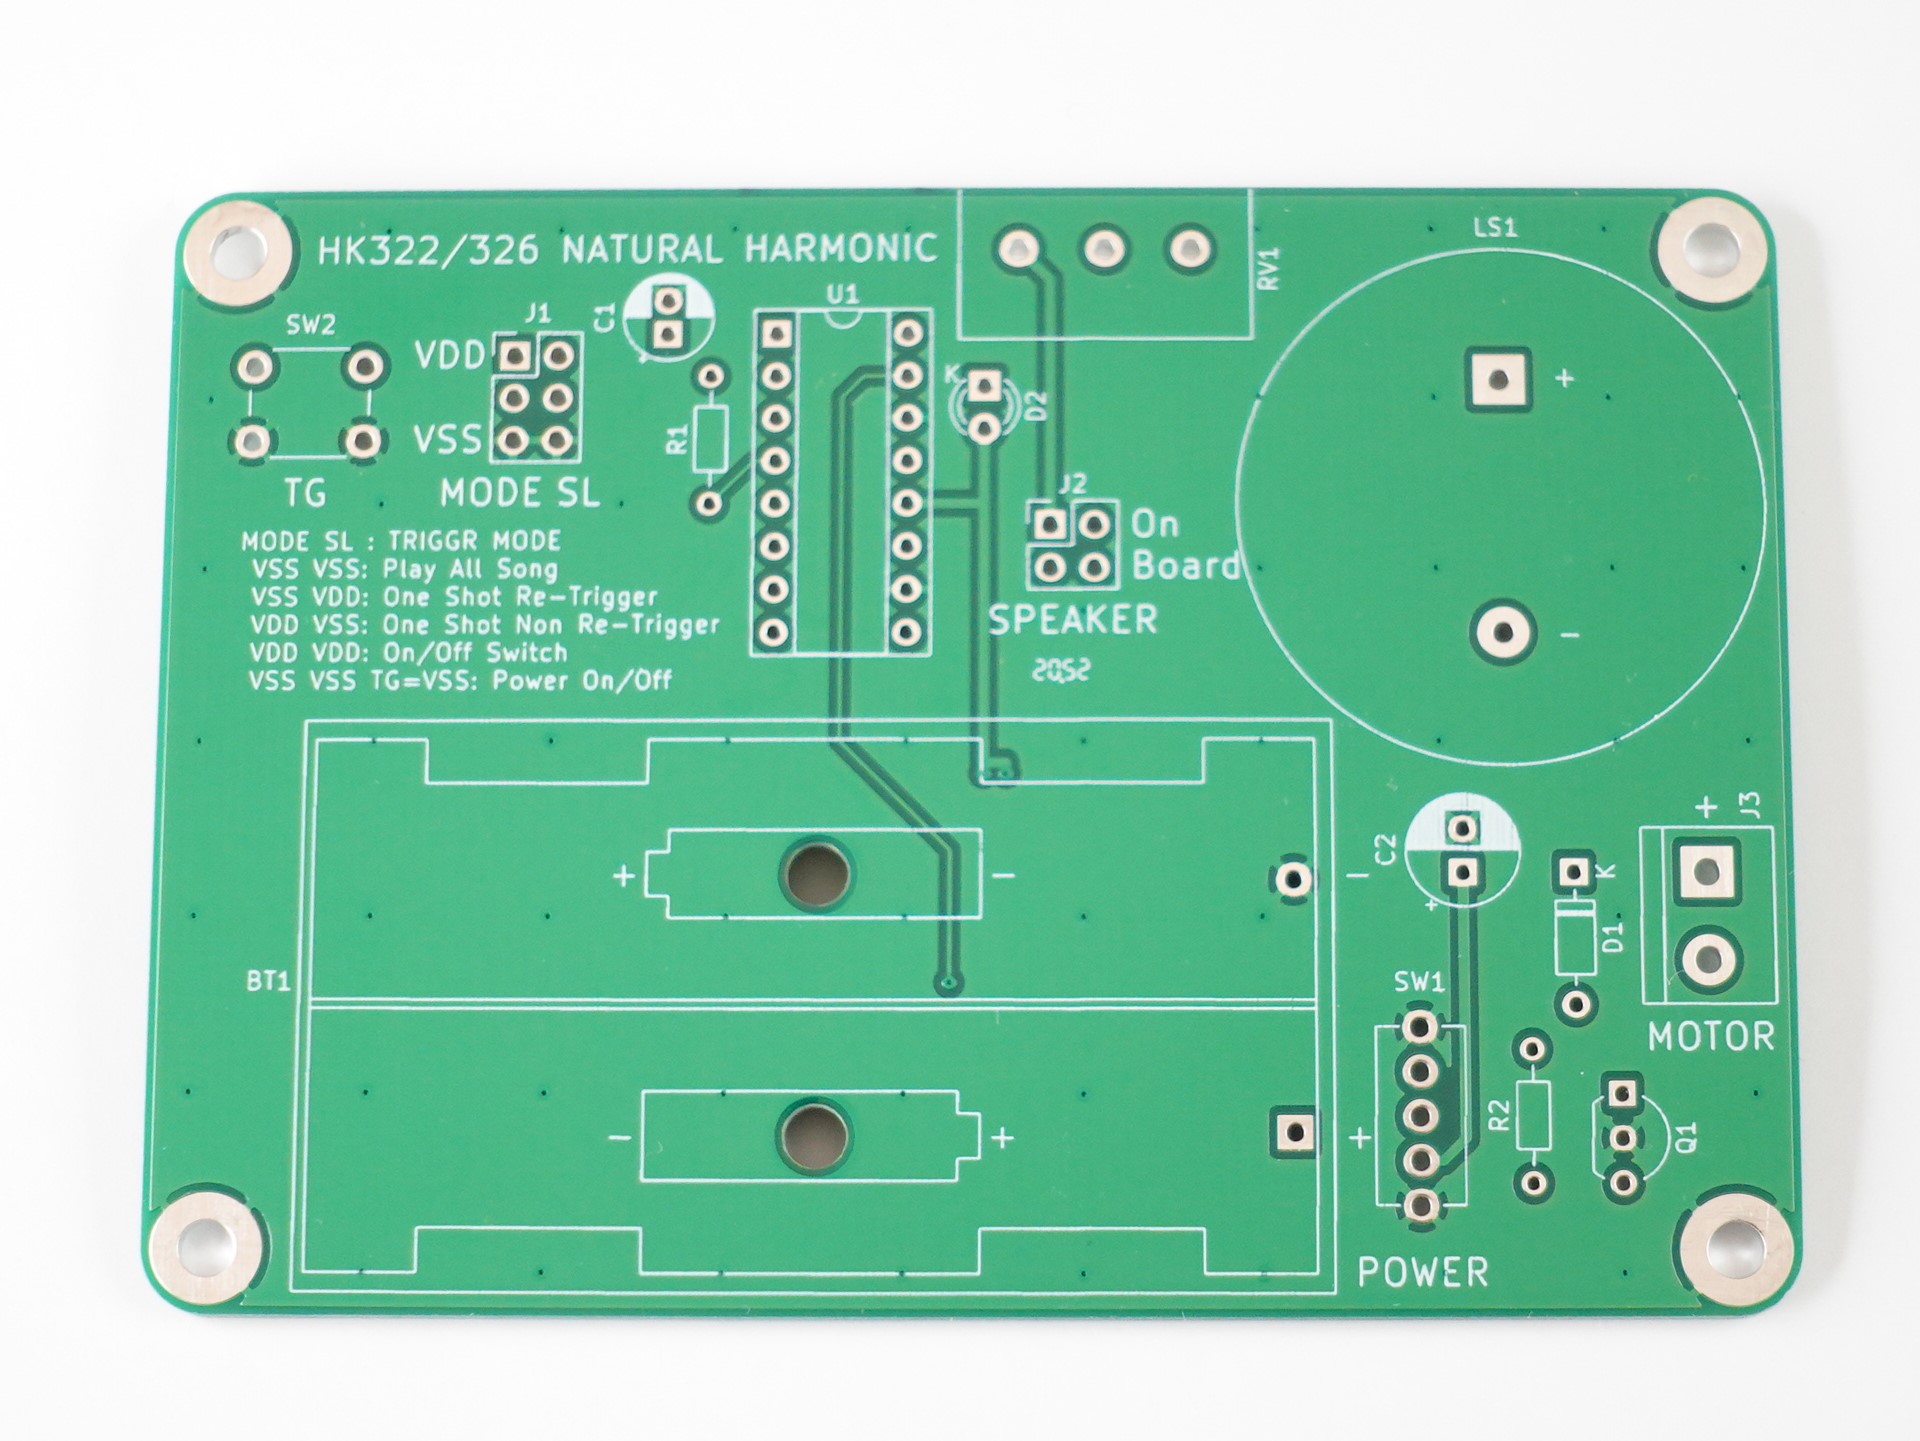 HK322/326 NATURAL HARMONIC
LS1
RV1
U1
C1
J1
SW2
VDD
K
D2
R1
VSS
TG
MODE SL
J2
On
Board
SPEAKER
MODE SL : TRIGGR MODE
VSS VSS: Play All Song
VSS VDD: One Shot Re-Trigger
VDD VSS: One Shot Non Re-Trigger
VDD VDD: On/Off Switch
VSS VSS TG=VSS: Power On/Off
+
-
+
J3
C2
+
K
D1
+
-
-
BT1
SW1
MOTOR
-
+
+
R2
Q1
POWER